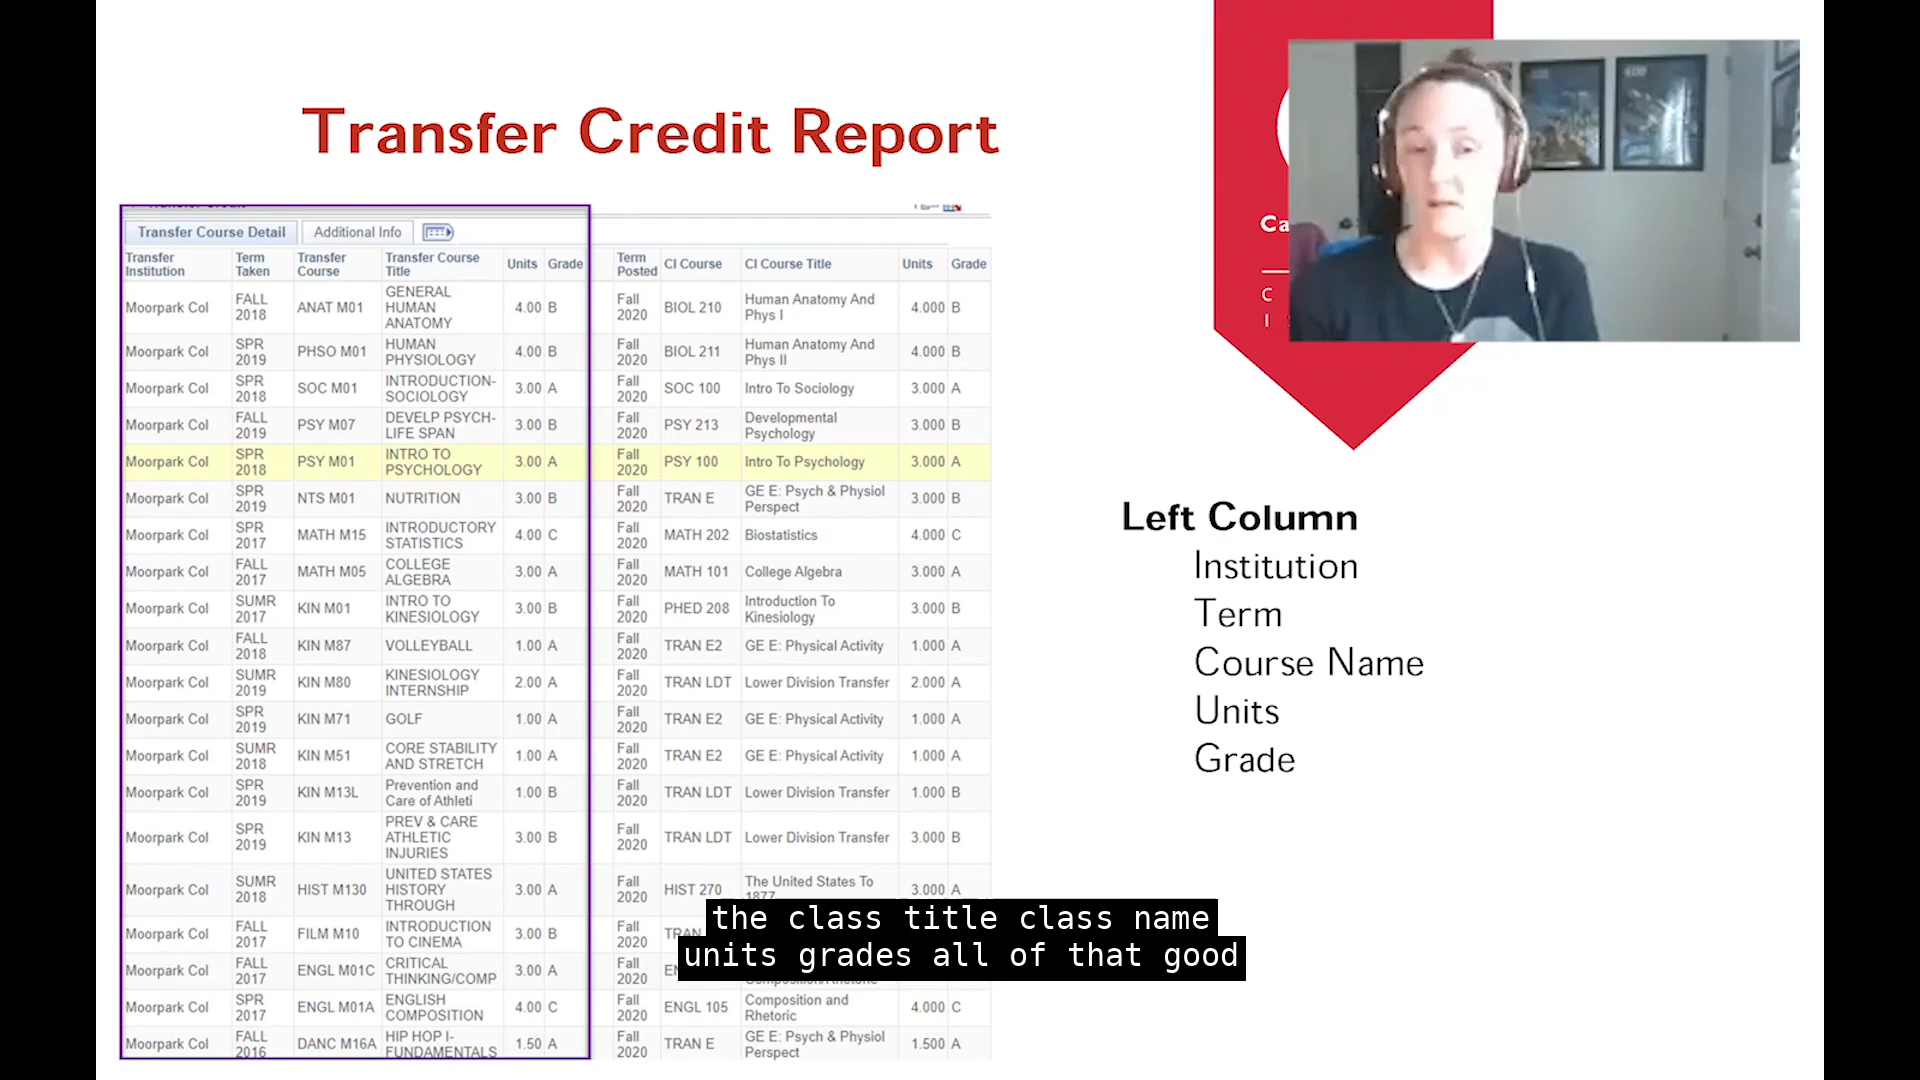 Transfer Credit Report
Transfer Course Detail Additional Info
Transfer Institution Term Taken Transfer Course Transfer Course Title Units Grade Term Posted CI Course CI Course Title Units Grade
Moorpark Col FALL 2018 ANAT M01 GENERAL HUMAN ANATOMY 4.00 B Fall 2020 BIOL 210 Human Anatomy And Phys I 4.000 B
Moorpark Col SPR 2019 PHSO M01 HUMAN PHYSIOLOGY 4.00 B Fall 2020 BIOL 211 Human Anatomy And Phys II 4.000 B
Moorpark Col SPR 2018 SOC M01 INTRODUCTION-SOCIOLOGY 3.00 A Fall 2020 SOC 100 Intro To Sociology 3.000 A
Moorpark Col FALL 2019 PSY M07 DEVELP PSYCH-LIFE SPAN 3.00 B Fall 2020 PSY 213 Developmental Psychology 3.000 B
Moorpark Col SPR 2018 PSY M01 INTRO TO PSYCHOLOGY 3.00 A Fall 2020 PSY 100 Intro To Psychology 3.000 A
Moorpark Col SPR 2019 NTS M01 NUTRITION 3.00 B Fall 2020 TRAN E GE E: Psych & Physiol Perspect 3.000 B
Moorpark Col SPR 2017 MATH M15 INTRODUCTORY STATISTICS 4.00 C Fall 2020 MATH 202 Biostatistics 4.000 C
Moorpark Col FALL 2017 MATH M05 COLLEGE ALGEBRA 3.00 A Fall 2020 MATH 101 College Algebra 3.000 A
Moorpark Col SUMR 2017 KIN M01 INTRO TO KINESIOLOGY 3.00 B Fall 2020 PHED 208 Introduction To Kinesiology 3.000 B
Moorpark Col FALL 2018 KIN M87 VOLLEYBALL 1.00 A Fall 2020 TRAN E2 GE E: Physical Activity 1.000 A
Moorpark Col SUMR 2019 KIN M80 KINESIOLOGY INTERNSHIP 2.00 A Fall 2020 TRAN LDT Lower Division Transfer 2.000 A
Moorpark Col SPR 2019 KIN M71 GOLF 1.00 A Fall 2020 TRAN E2 GE E: Physical Activity 1.000 A
Moorpark Col SUMR 2018 KIN M51 CORE STABILITY AND STRETCH 1.00 A Fall 2020 TRAN E2 GE E: Physical Activity 1.000 A
Moorpark Col SPR 2019 KIN M13L Prevention and Care of Athleti 1.00 B Fall 2020 TRAN LDT Lower Division Transfer 1.000 B
Moorpark Col SPR 2019 KIN M13 PREV & CARE ATHLETIC INJURIES 3.00 B Fall 2020 TRAN LDT Lower Division Transfer 3.000 B
Moorpark Col SUMR 2018 HIST M130 UNITED STATES HISTORY THROUGH 3.00 A Fall 2020 HIST 270 The United States To 1877 3.000 A
Moorpark Col FALL 2017 FILM M10 INTRODUCTION TO CINEMA 3.00 B Fall 2020 TRAN
Moorpark Col FALL 2017 ENGL M01C CRITICAL THINKING/COMP 3.00 A Fall 2020
Moorpark Col SPR 2017 ENGL M01A ENGLISH COMPOSITION 4.00 C Fall 2020 ENGL 105 Composition and Rhetoric 4.000 C
Moorpark Col FALL 2016 DANC M16A HIP HOP I-FUNDAMENTALS 1.50 A Fall 2020 TRAN E GE E: Psych & Physiol Perspect 1.500 A
Left Column
Institution
Term
Course Name
Units
Grade
the class title class name
units grades all of that good